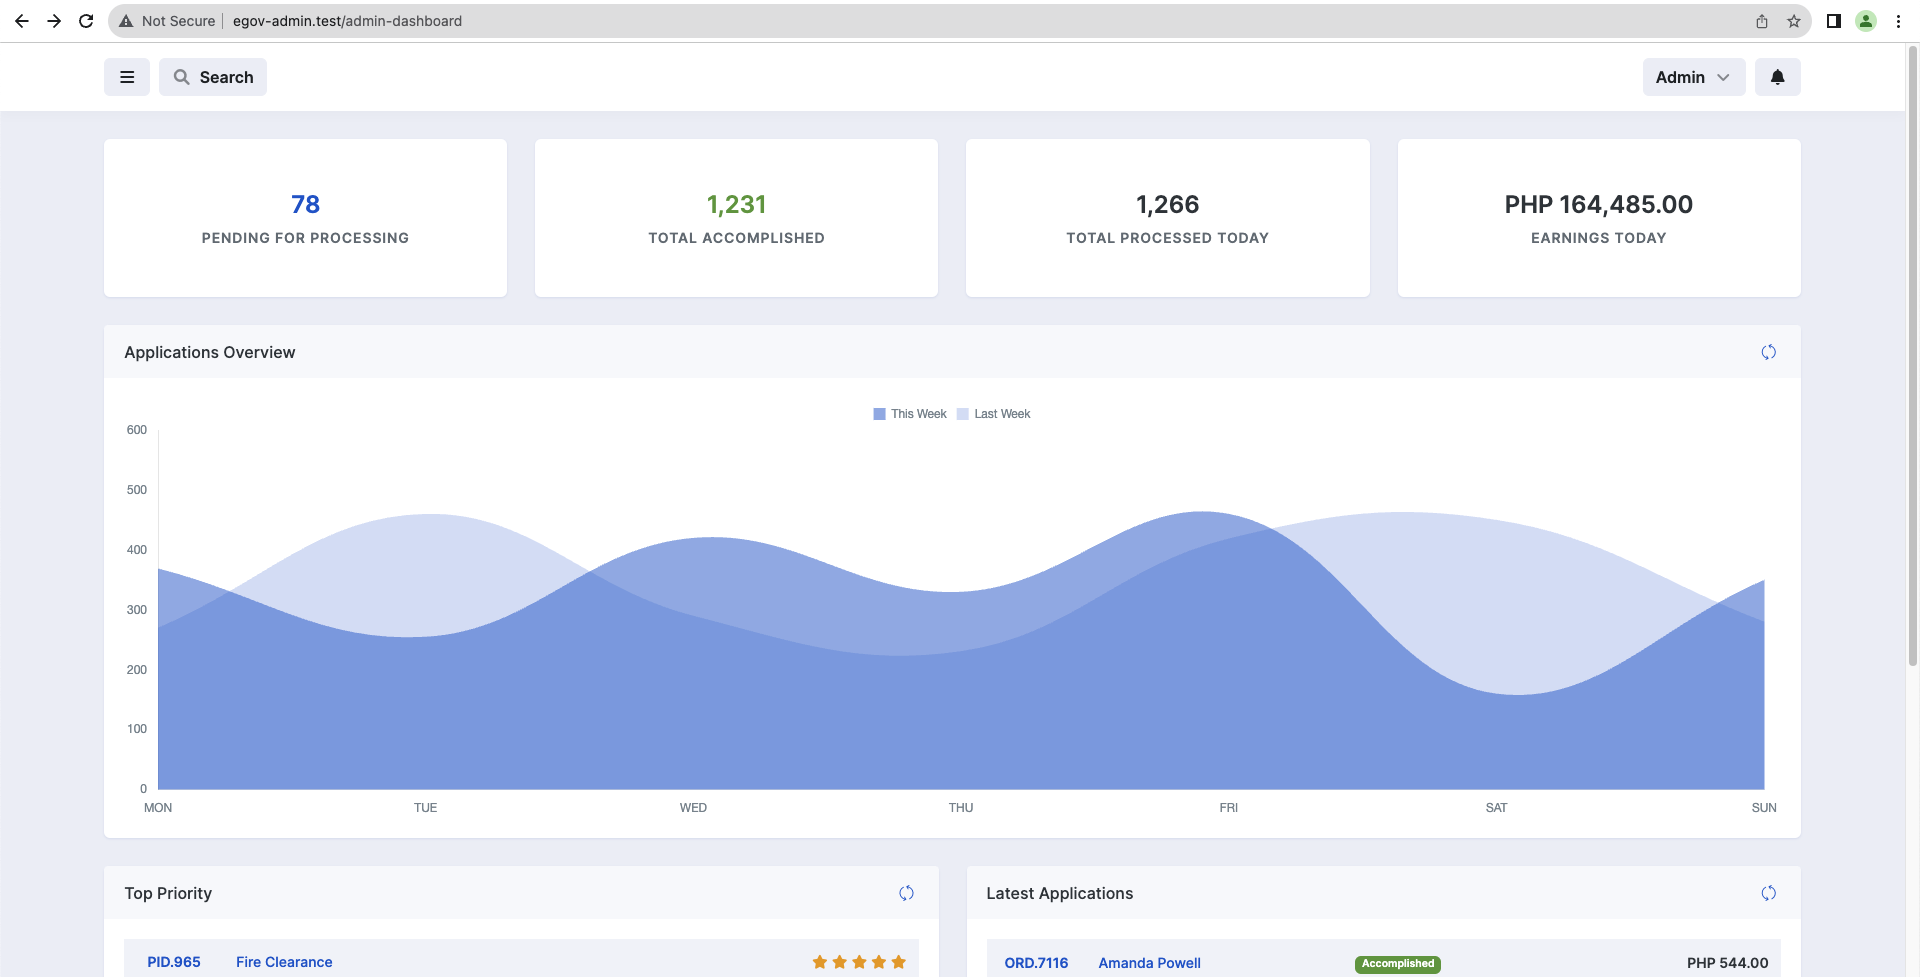 Not Secure egov-admin.test/admin-dashboard
Search
Admin
78
PENDING FOR PROCESSING
1,231
TOTAL ACCOMPLISHED
1,266
TOTAL PROCESSED TODAY
PHP 164,485.00
EARNINGS TODAY
Applications Overview
This Week Last Week
600
500
400
300
200
100
0
MON TUE WED THU FRI SAT SUN
Top Priority
PID.965 Fire Clearance
Latest Applications
ORD.7116 Amanda Powell Accomplished PHP 544.00